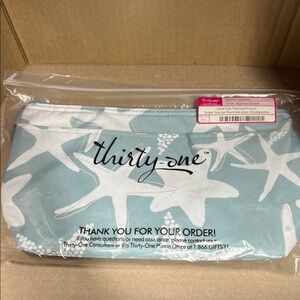 thirty-one™
THANK YOU FOR YOUR ORDER!
If you have questions or need assistance, please contact your
Thirty-One Consultant or the Thirty-One Home Office at 1.866.GIFTS31